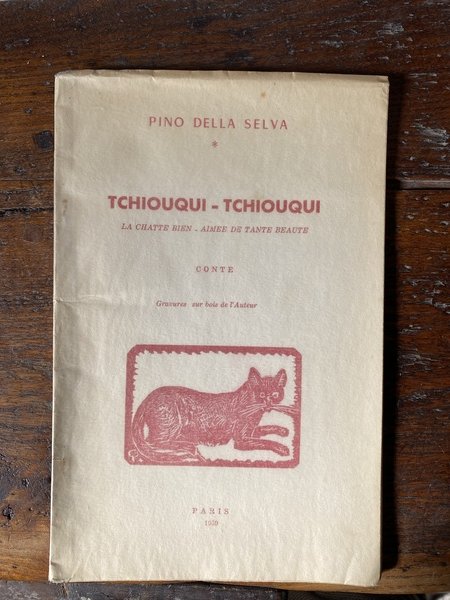 PINO DELLA SELVA
*
TCHIOUQUI - TCHIOUQUI
LA CHATTE BIEN - AIMEE DE TANTE BEAUTE
CONTE
Gravures sur bois de l'Auteur
PARIS
1959